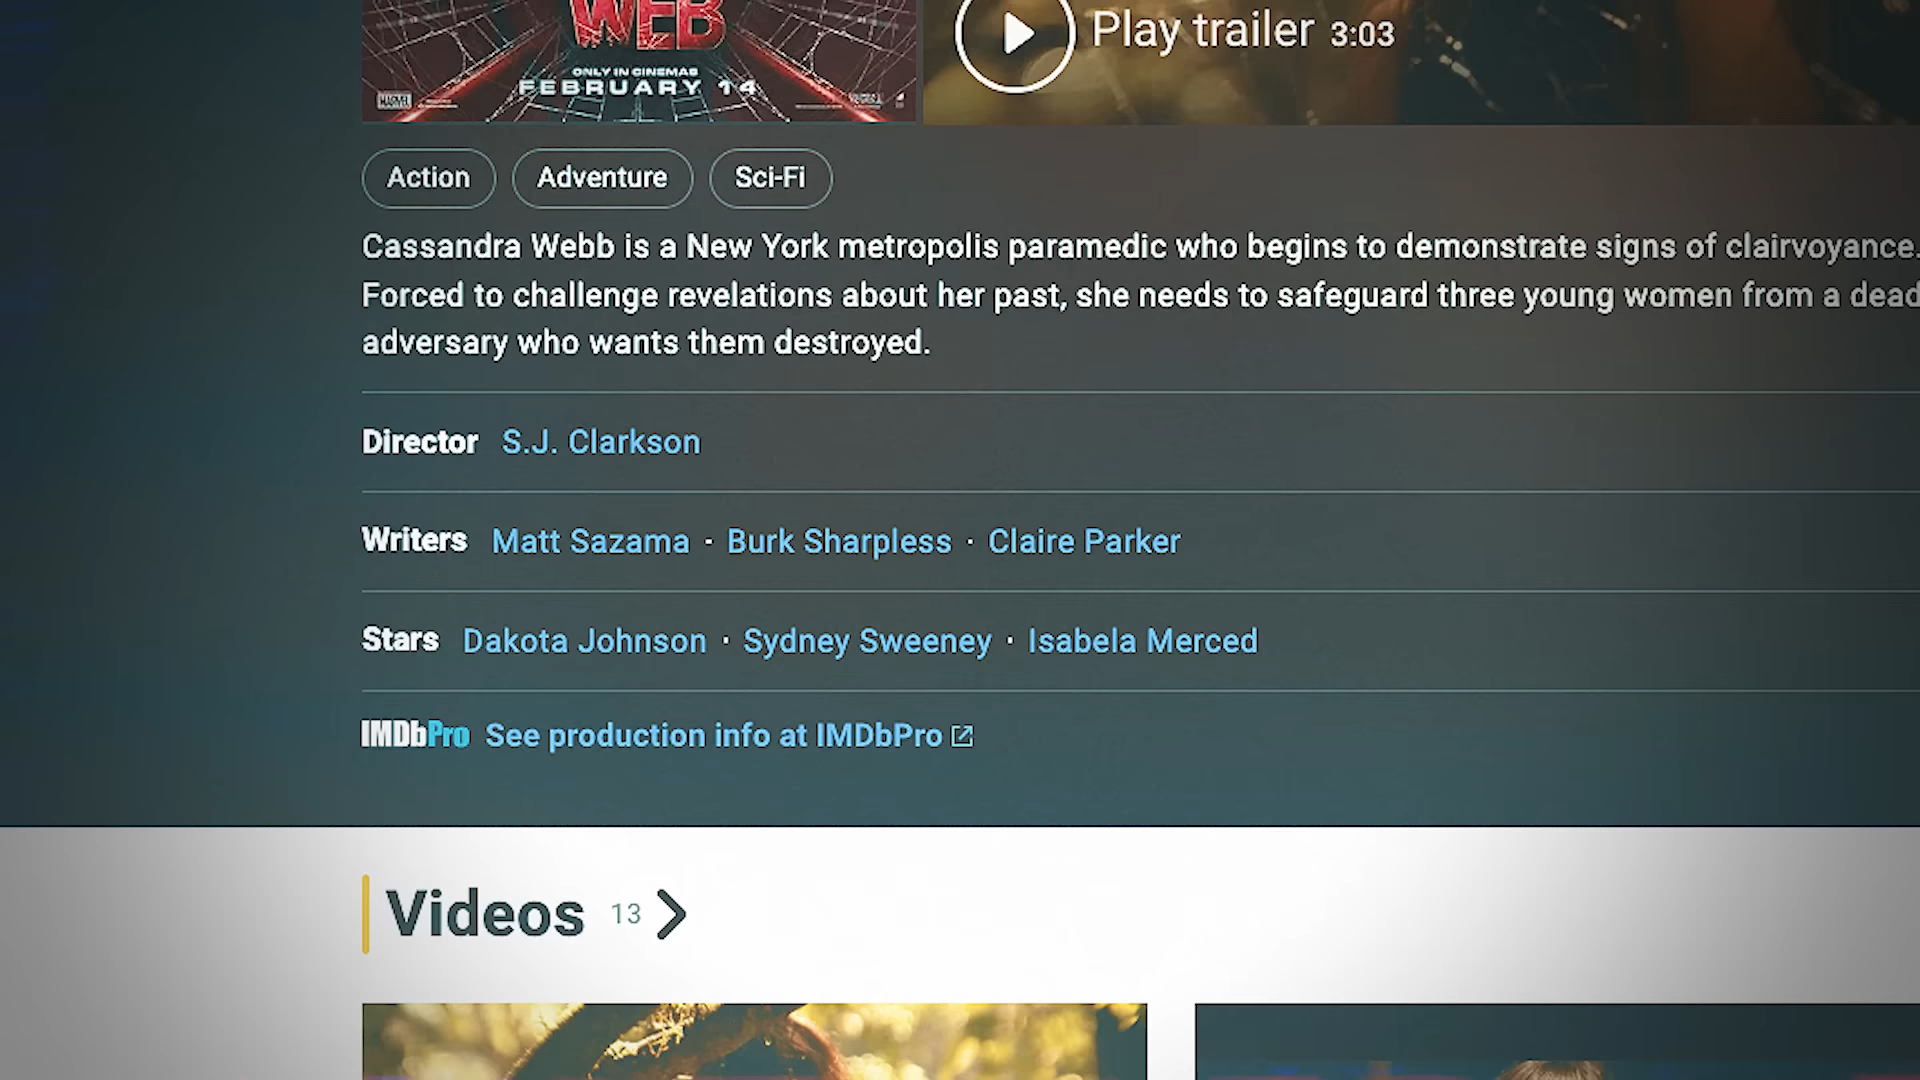 WEB
ONLY IN CINEMAS
FEBRUARY 14
MARVEL
Play trailer 3:03
Action Adventure Sci-Fi
Cassandra Webb is a New York metropolis paramedic who begins to demonstrate signs of clairvoyance.
Forced to challenge revelations about her past, she needs to safeguard three young women from a dead
adversary who wants them destroyed.
Director S.J. Clarkson
Writers Matt Sazama · Burk Sharpless · Claire Parker
Stars Dakota Johnson · Sydney Sweeney · Isabela Merced
IMDbPro See production info at IMDbPro
Videos 13